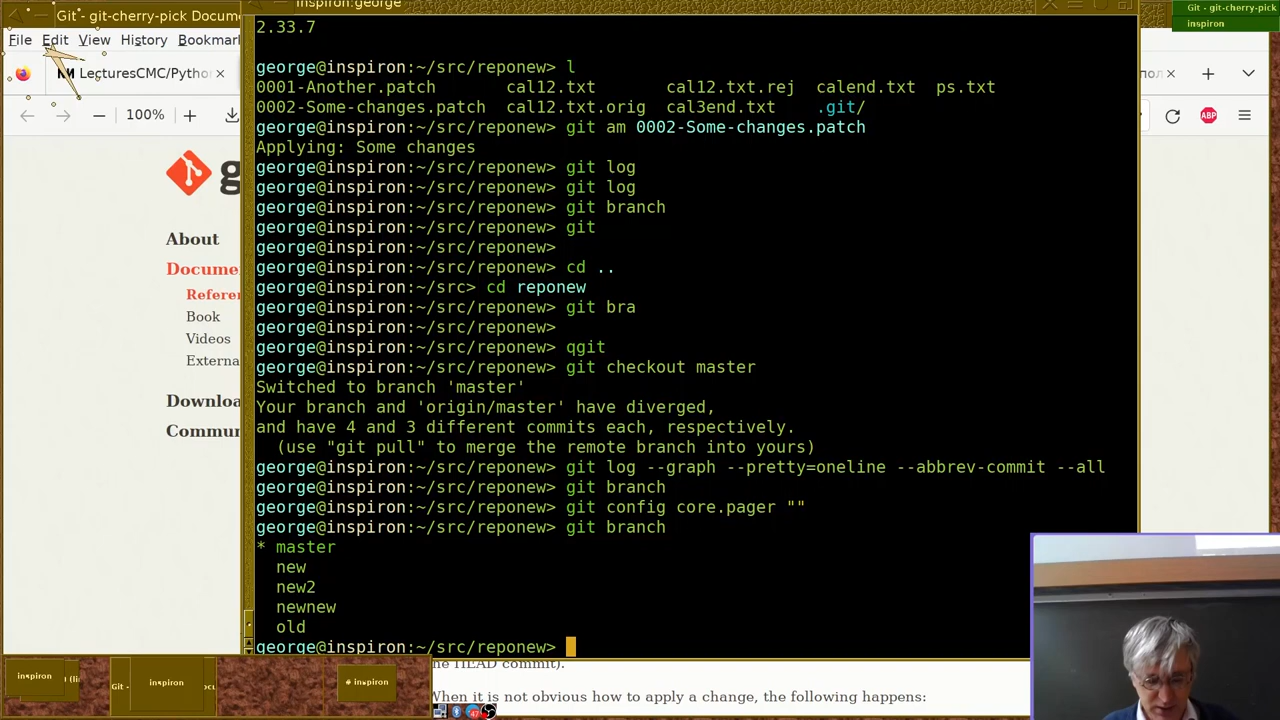 Git - git-cherry-pick Docume
inspiron:george
Git - git-cherry-pick
inspiron
File Edit View History Bookmark
LecturesCMC/Pytho
100%
ABP
g
About
Docume
Refere
Book
Videos
Externa
Downloa
Commun
2.33.7
george@inspiron:~/src/reponew> l
0001-Another.patch cal12.txt cal12.txt.rej calend.txt ps.txt
0002-Some-changes.patch cal12.txt.orig cal3end.txt .git/
george@inspiron:~/src/reponew> git am 0002-Some-changes.patch
Applying: Some changes
george@inspiron:~/src/reponew> git log
george@inspiron:~/src/reponew> git log
george@inspiron:~/src/reponew> git branch
george@inspiron:~/src/reponew> git
george@inspiron:~/src/reponew>
george@inspiron:~/src/reponew> cd ..
george@inspiron:~/src> cd reponew
george@inspiron:~/src/reponew> git bra
george@inspiron:~/src/reponew>
george@inspiron:~/src/reponew> qgit
george@inspiron:~/src/reponew> git checkout master
Switched to branch 'master'
Your branch and 'origin/master' have diverged,
and have 4 and 3 different commits each, respectively.
(use "git pull" to merge the remote branch into yours)
george@inspiron:~/src/reponew> git log --graph --pretty=oneline --abbrev-commit --all
george@inspiron:~/src/reponew> git branch
george@inspiron:~/src/reponew> git config core.pager ""
george@inspiron:~/src/reponew> git branch
* master
new
new2
newnew
old
george@inspiron:~/src/reponew>
he HEAD commit).
When it is not obvious how to apply a change, the following happens:
inspiron
Git -
inspiron
# inspiron